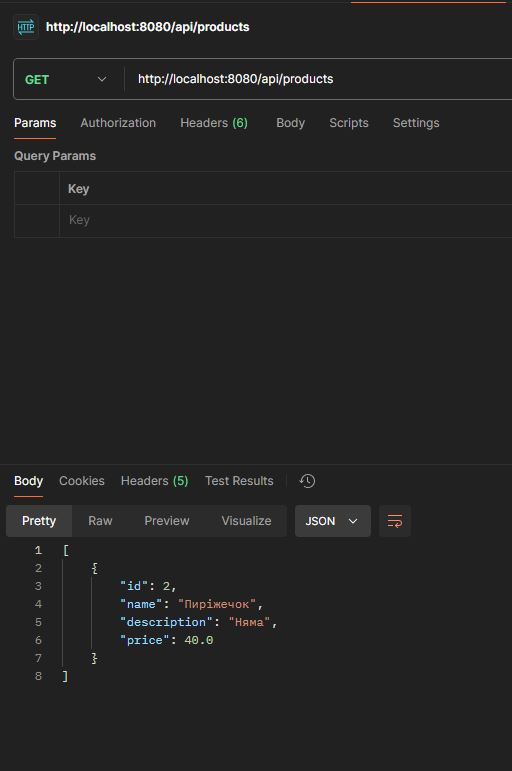 HTTP http://localhost:8080/api/products
GET http://localhost:8080/api/products
Params Authorization Headers (6) Body Scripts Settings
Query Params
Key
Key
Body Cookies Headers (5) Test Results
Pretty Raw Preview Visualize JSON
1 [
2 {
3 "id": 2,
4 "name": "Пиріжечок",
5 "description": "Няма",
6 "price": 40.0
7 }
8 ]